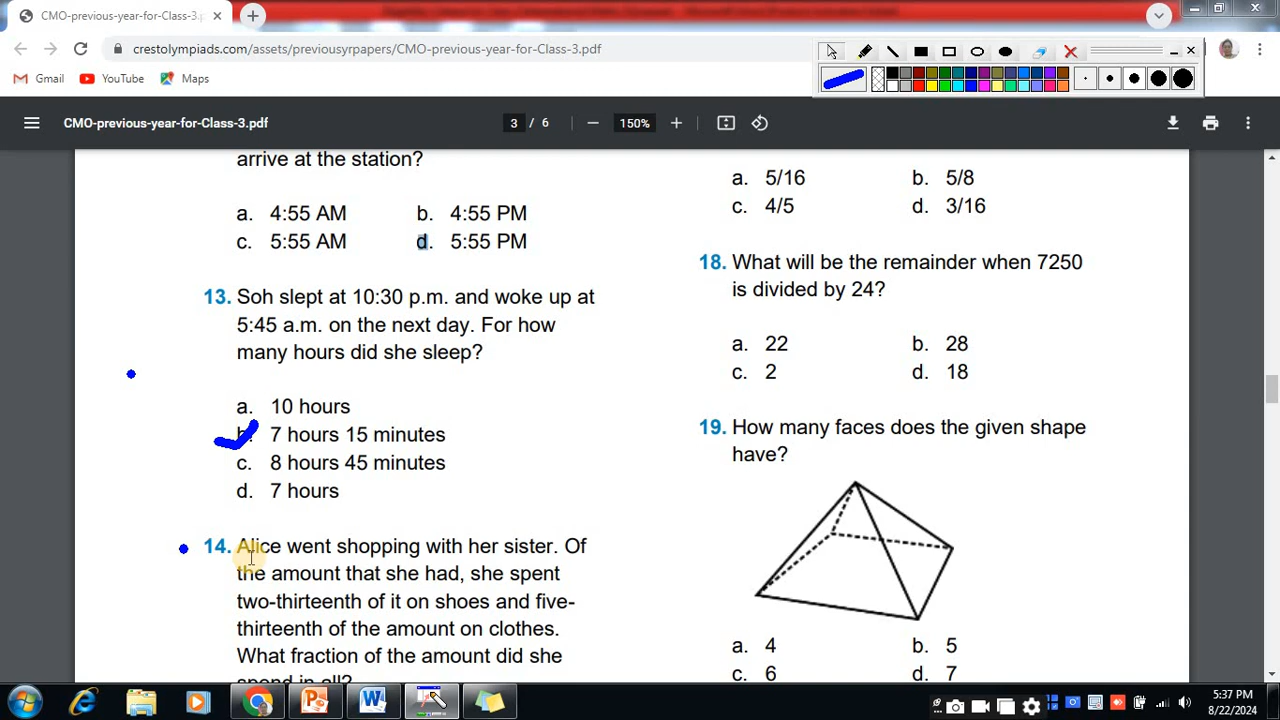 CMO-previous-year-for-Class-3.p
crestolympiads.com/assets/previousyrpapers/CMO-previous-year-for-Class-3.pdf
Gmail
YouTube
Maps
CMO-previous-year-for-Class-3.pdf
3 / 6
150%
arrive at the station?
a. 4:55 AM
b. 4:55 PM
c. 5:55 AM
d. 5:55 PM
13. Soh slept at 10:30 p.m. and woke up at
5:45 a.m. on the next day. For how
many hours did she sleep?
a. 10 hours
b. 7 hours 15 minutes
c. 8 hours 45 minutes
d. 7 hours
14. Alice went shopping with her sister. Of
the amount that she had, she spent
two-thirteenth of it on shoes and five-
thirteenth of the amount on clothes.
What fraction of the amount did she
spend in all?
a. 5/16
b. 5/8
c. 4/5
d. 3/16
18. What will be the remainder when 7250
is divided by 24?
a. 22
b. 28
c. 2
d. 18
19. How many faces does the given shape
have?
a. 4
b. 5
c. 6
d. 7
5:37 PM
8/22/2024